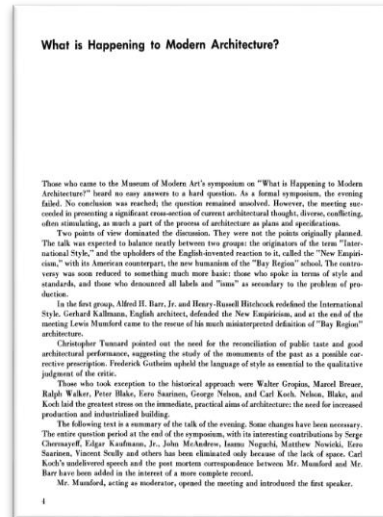 What is Happening to Modern Architecture?
Those who came to the Museum of Modern Art's symposium on "What is Happening to Modern
Architecture?" heard no easy answers to a hard question. As a formal symposium, the evening
failed. No conclusion was reached; the question remained unsolved. However, the meeting suc-
ceeded in presenting a significant cross-section of current architectural thought, diverse, conflicting,
often stimulating, as much a part of the process of architecture as plans and specifications.
Two points of view dominated the discussion. They were not the points originally planned.
The talk was expected to balance neatly between two groups: the originators of the term "Inter-
national Style," and the upholders of the English-invented reaction to it, called the "New Empiri-
cism," with its American counterpart, the new humanism of the "Bay Region" school. The contro-
versy was soon reduced to something much more basic: those who spoke in terms of style and
standards, and those who denounced all labels and "isms" as secondary to the problem of pro-
duction.
In the first group, Alfred H. Barr, Jr. and Henry-Russell Hitchcock redefined the International
Style. Gerhard Kallmann, English architect, defended the New Empiricism, and at the end of the
meeting Lewis Mumford came to the rescue of his much misinterpreted definition of "Bay Region"
architecture.
Christopher Tunnard pointed out the need for the reconciliation of public taste and good
architectural performance, suggesting the study of the monuments of the past as a possible cor-
rective prescription. Frederick Gutheim upheld the language of style as essential to the qualitative
judgment of the critic.
Those who took exception to the historical approach were Walter Gropius, Marcel Breuer,
Ralph Walker, Peter Blake, Eero Saarinen, George Nelson, and Carl Koch. Nelson, Blake, and
Koch laid the greatest stress on the immediate, practical aims of architecture: the need for increased
production and industrialized building.
The following text is a summary of the talk of the evening. Some changes have been necessary.
The entire question period at the end of the symposium, with its interesting contributions by Serge
Chermayeff, Edgar Kaufmann, Jr., John McAndrew, Isamu Noguchi, Matthew Nowicki, Eero
Saarinen, Vincent Scully and others has been eliminated only because of the lack of space. Carl
Koch's undelivered speech and the post mortem correspondence between Mr. Mumford and Mr.
Barr have been added in the interest of a more complete record.
Mr. Mumford, acting as moderator, opened the meeting and introduced the first speaker.
4